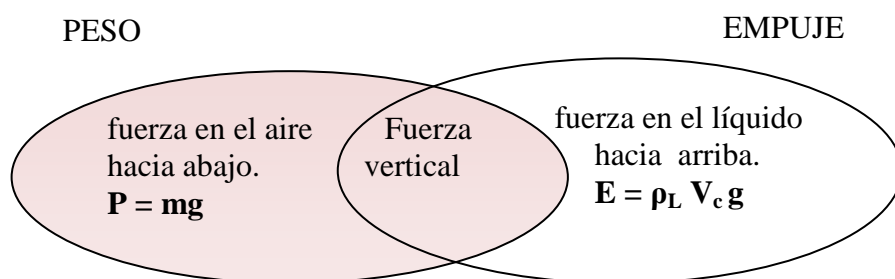 PESO
EMPUJE
fuerza en el aire
hacia abajo.
P = mg
Fuerza
vertical
fuerza en el líquido
hacia arriba.
E = ρL Vc g